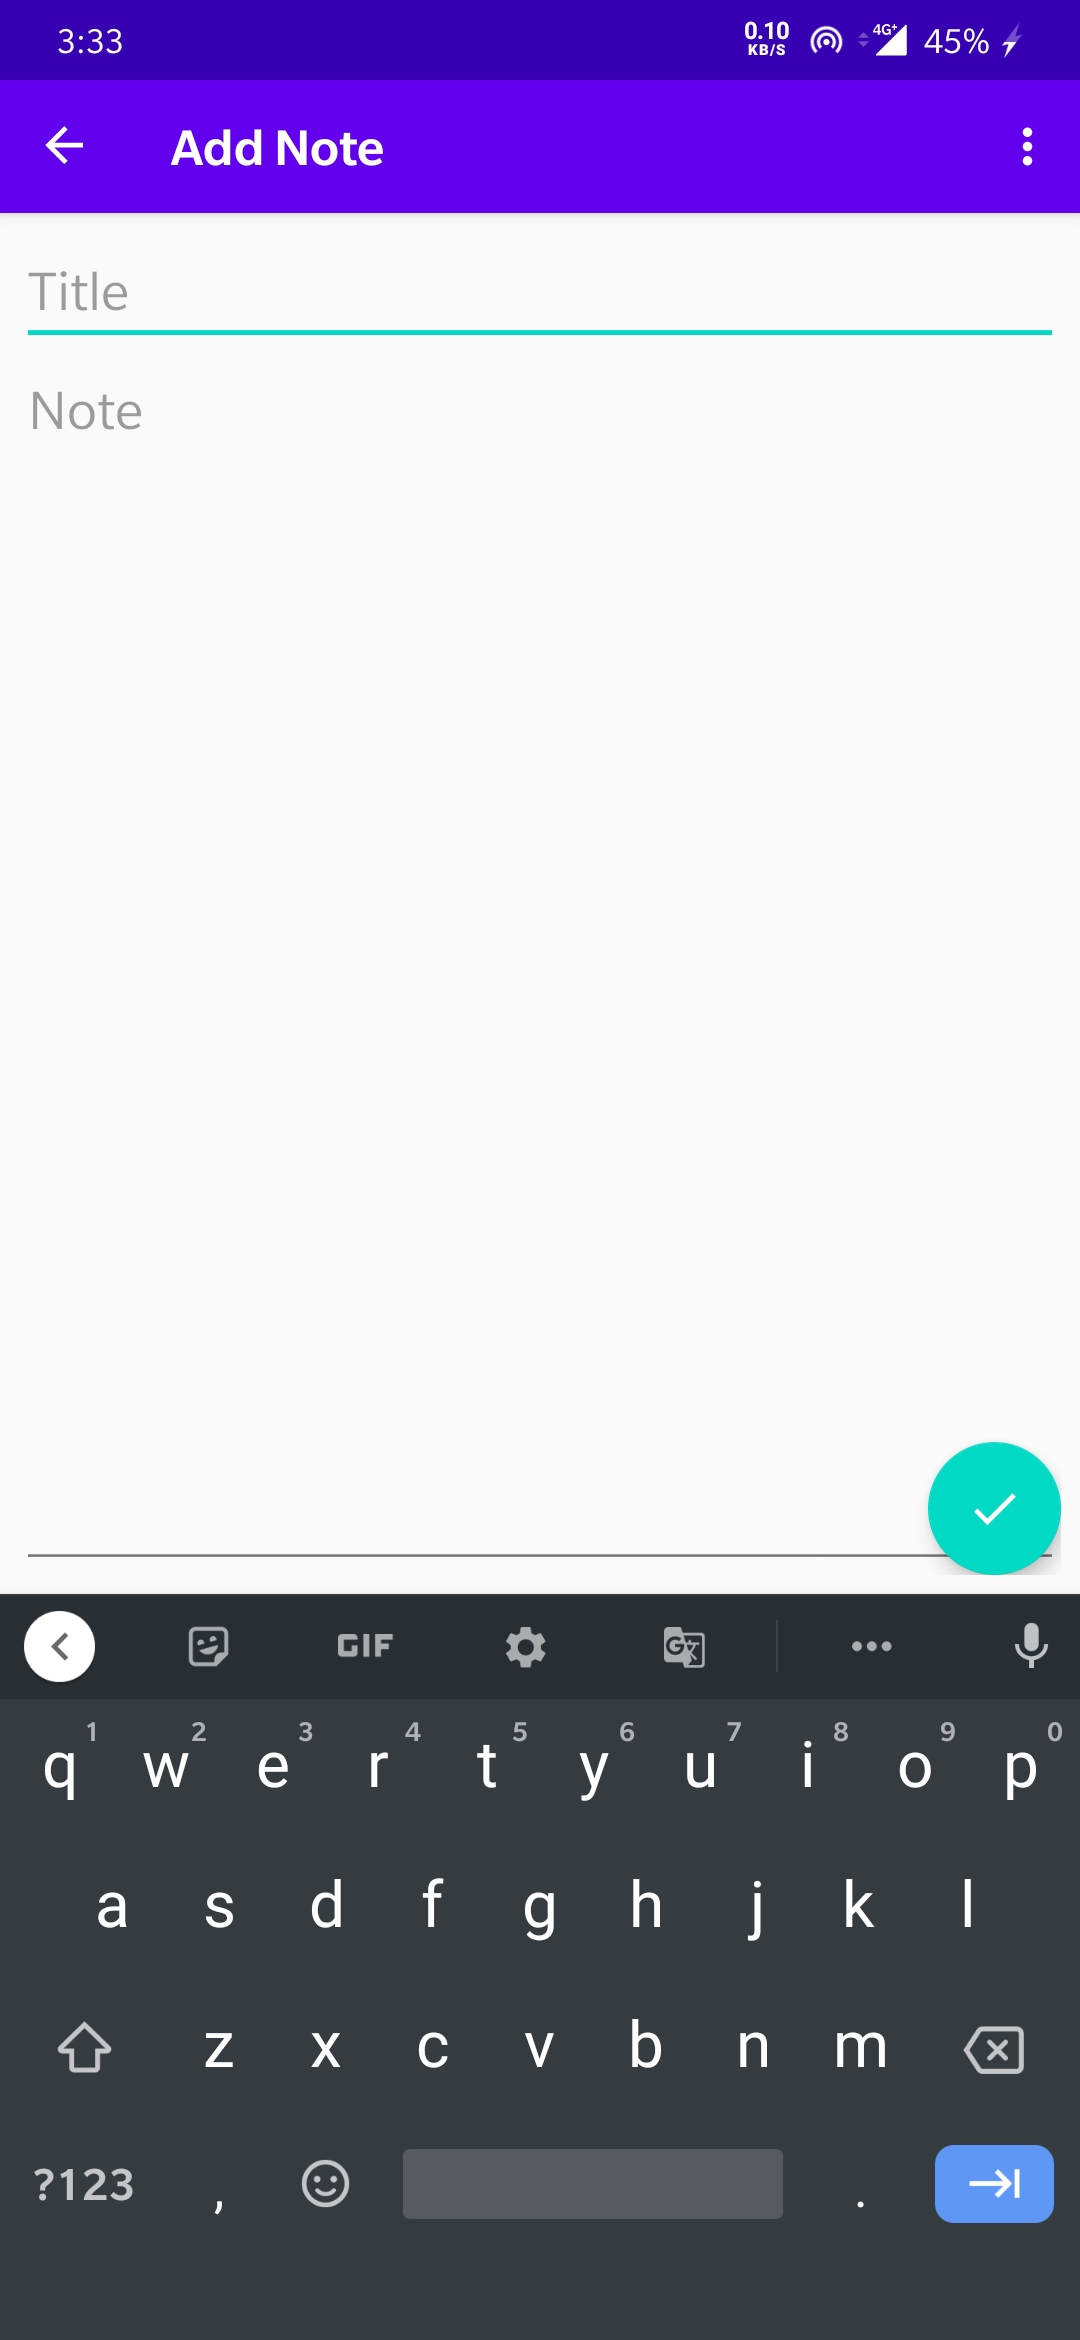 3:33 0.10 KB/S 4G+ 45%
Add Note
Title
Note
GIF G 文
1 2 3 4 5 6 7 8 9 0
q w e r t y u i o p
a s d f g h j k l
z x c v b n m
?123 , .